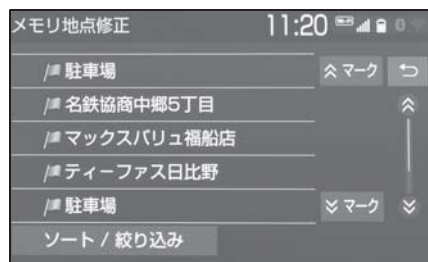 メモリ地点修正 11:20
駐車場 マーク
名鉄協商中郷5丁目
マックスバリュ福船店
ティーファス日比野
駐車場 マーク
ソート / 絞り込み